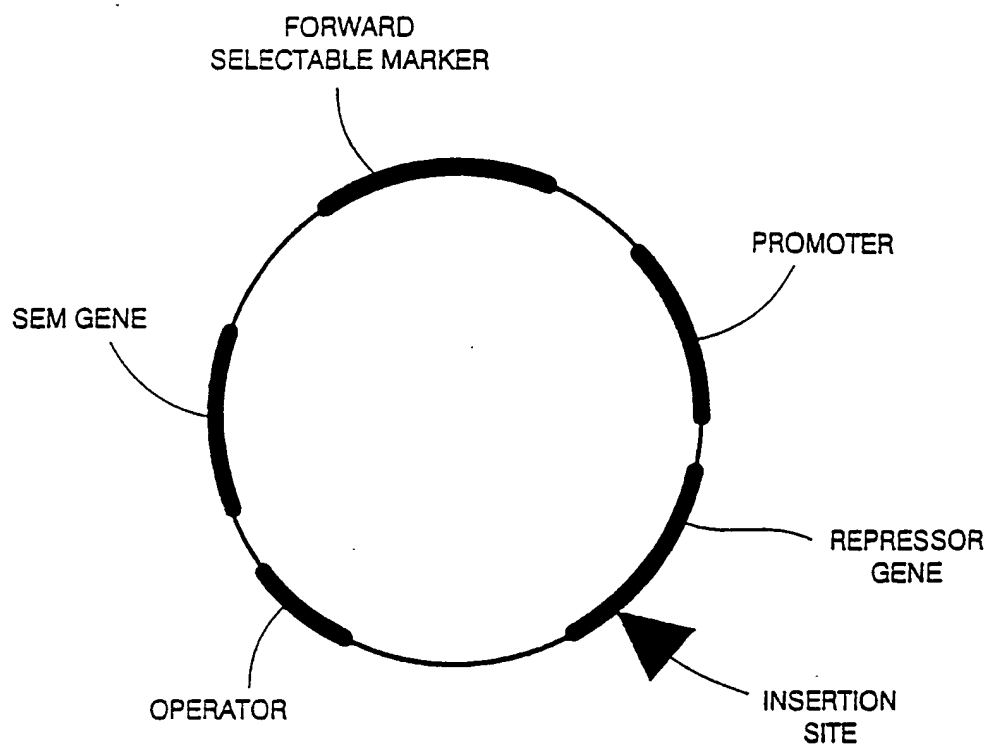 FORWARD
SELECTABLE MARKER
PROMOTER
SEM GENE
REPRESSOR
GENE
INSERTION
SITE
OPERATOR